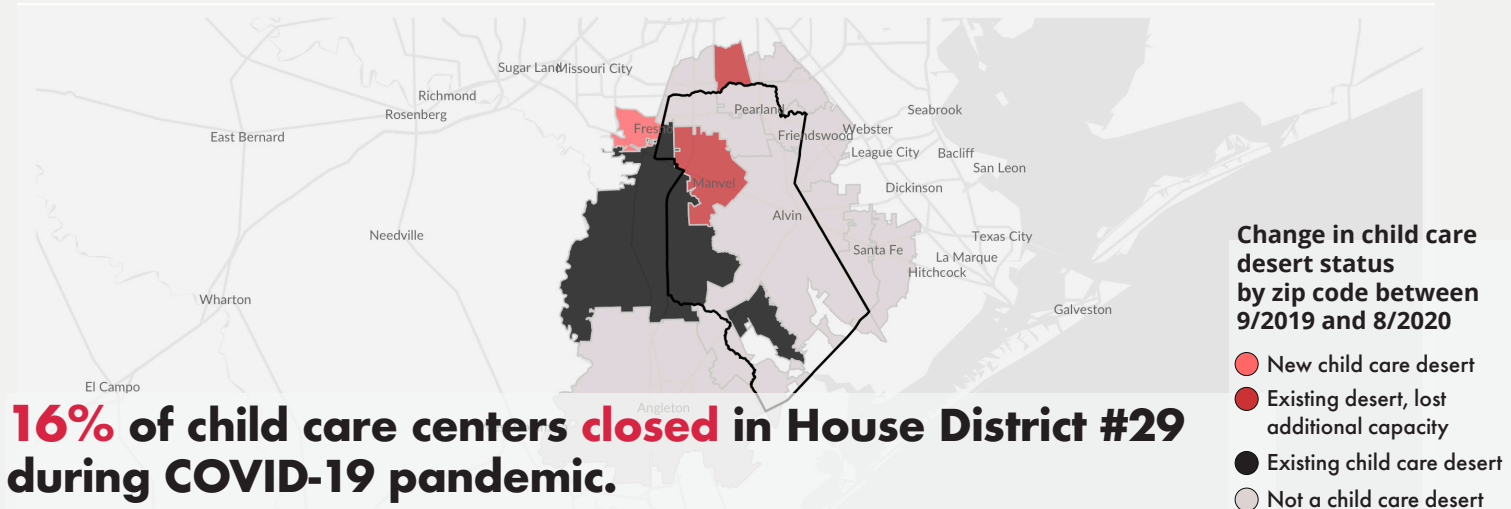 Sugar Land
Missouri City
Richmond
Rosenberg
East Bernard
Fresno
Pearland
Seabrook
Friendswood
Webster
League City
Bacliff
San Leon
Manvel
Dickinson
Alvin
Needville
Santa Fe
Texas City
La Marque
Hitchcock
Wharton
Galveston
El Campo
Angleton
16% of child care centers closed in House District #29
during COVID-19 pandemic.
Change in child care
desert status
by zip code between
9/2019 and 8/2020
New child care desert
Existing desert, lost
additional capacity
Existing child care desert
Not a child care desert